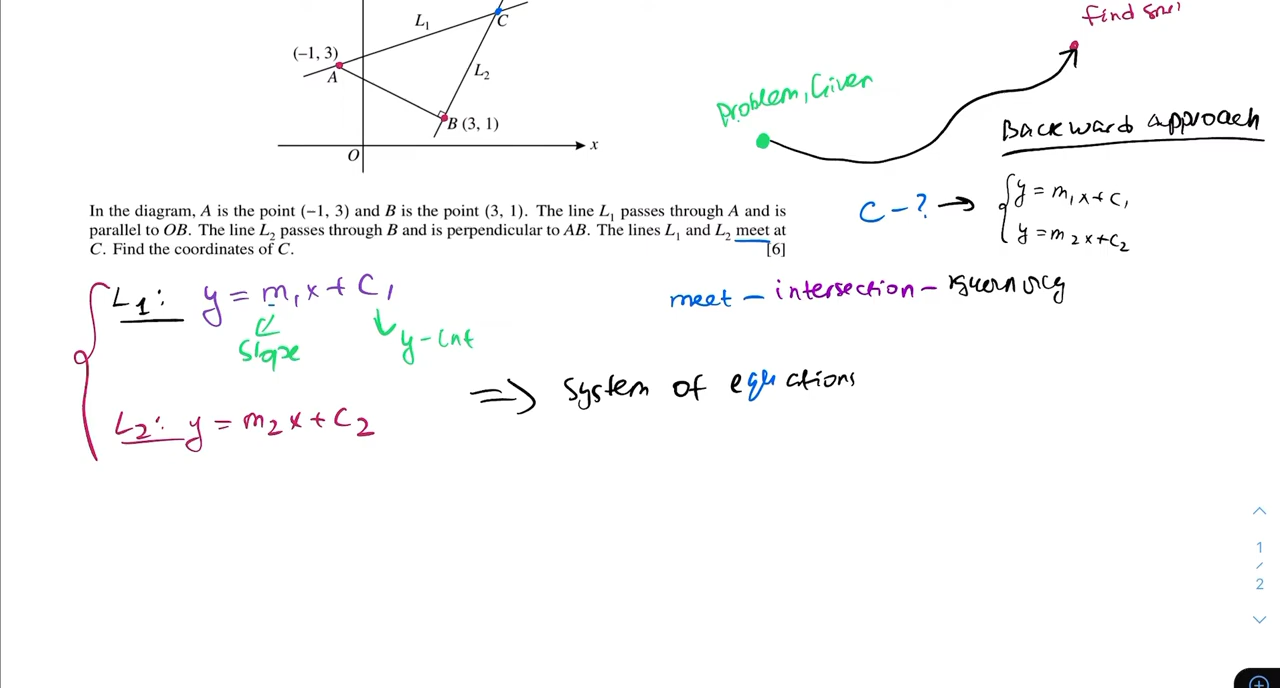 L₁
C
(−1, 3)
A
L₂
B (3, 1)
O
x
Problem, Given
Find
Backward approach
C - ? →
y = m₁x + c₁
y = m₂x + c₂
In the diagram, A is the point (−1, 3) and B is the point (3, 1). The line L₁ passes through A and is
parallel to OB. The line L₂ passes through B and is perpendicular to AB. The lines L₁ and L₂ meet at
C. Find the coordinates of C.
[6]
L₁: y = m₁x + C₁
slope
y-int
meet - intersection -
L₂: y = m₂x + C₂
⇒ System of equations
1
/
2